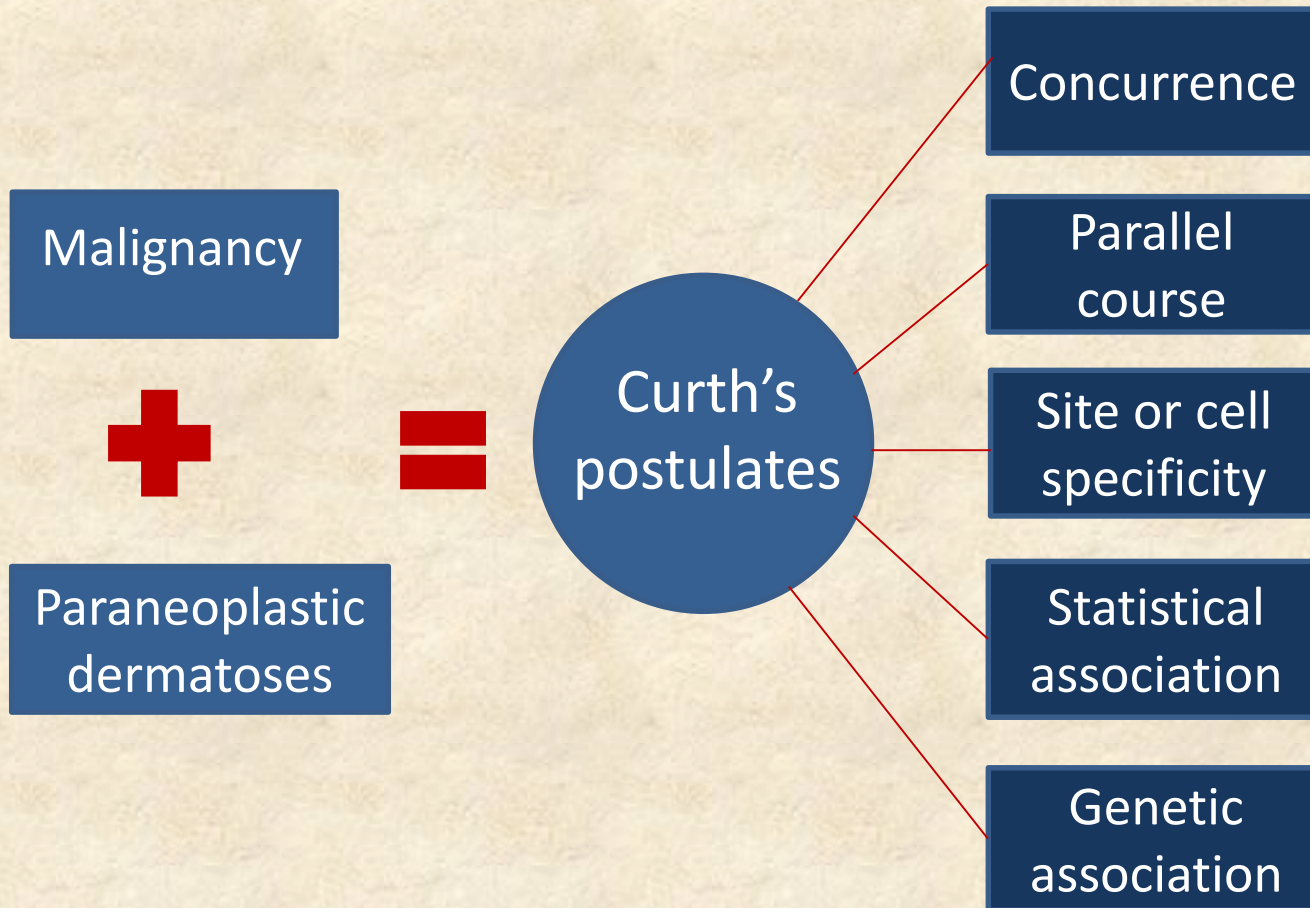 Malignancy
Paraneoplastic
dermatoses
Curth’s
postulates
Concurrence
Parallel
course
Site or cell
specificity
Statistical
association
Genetic
association